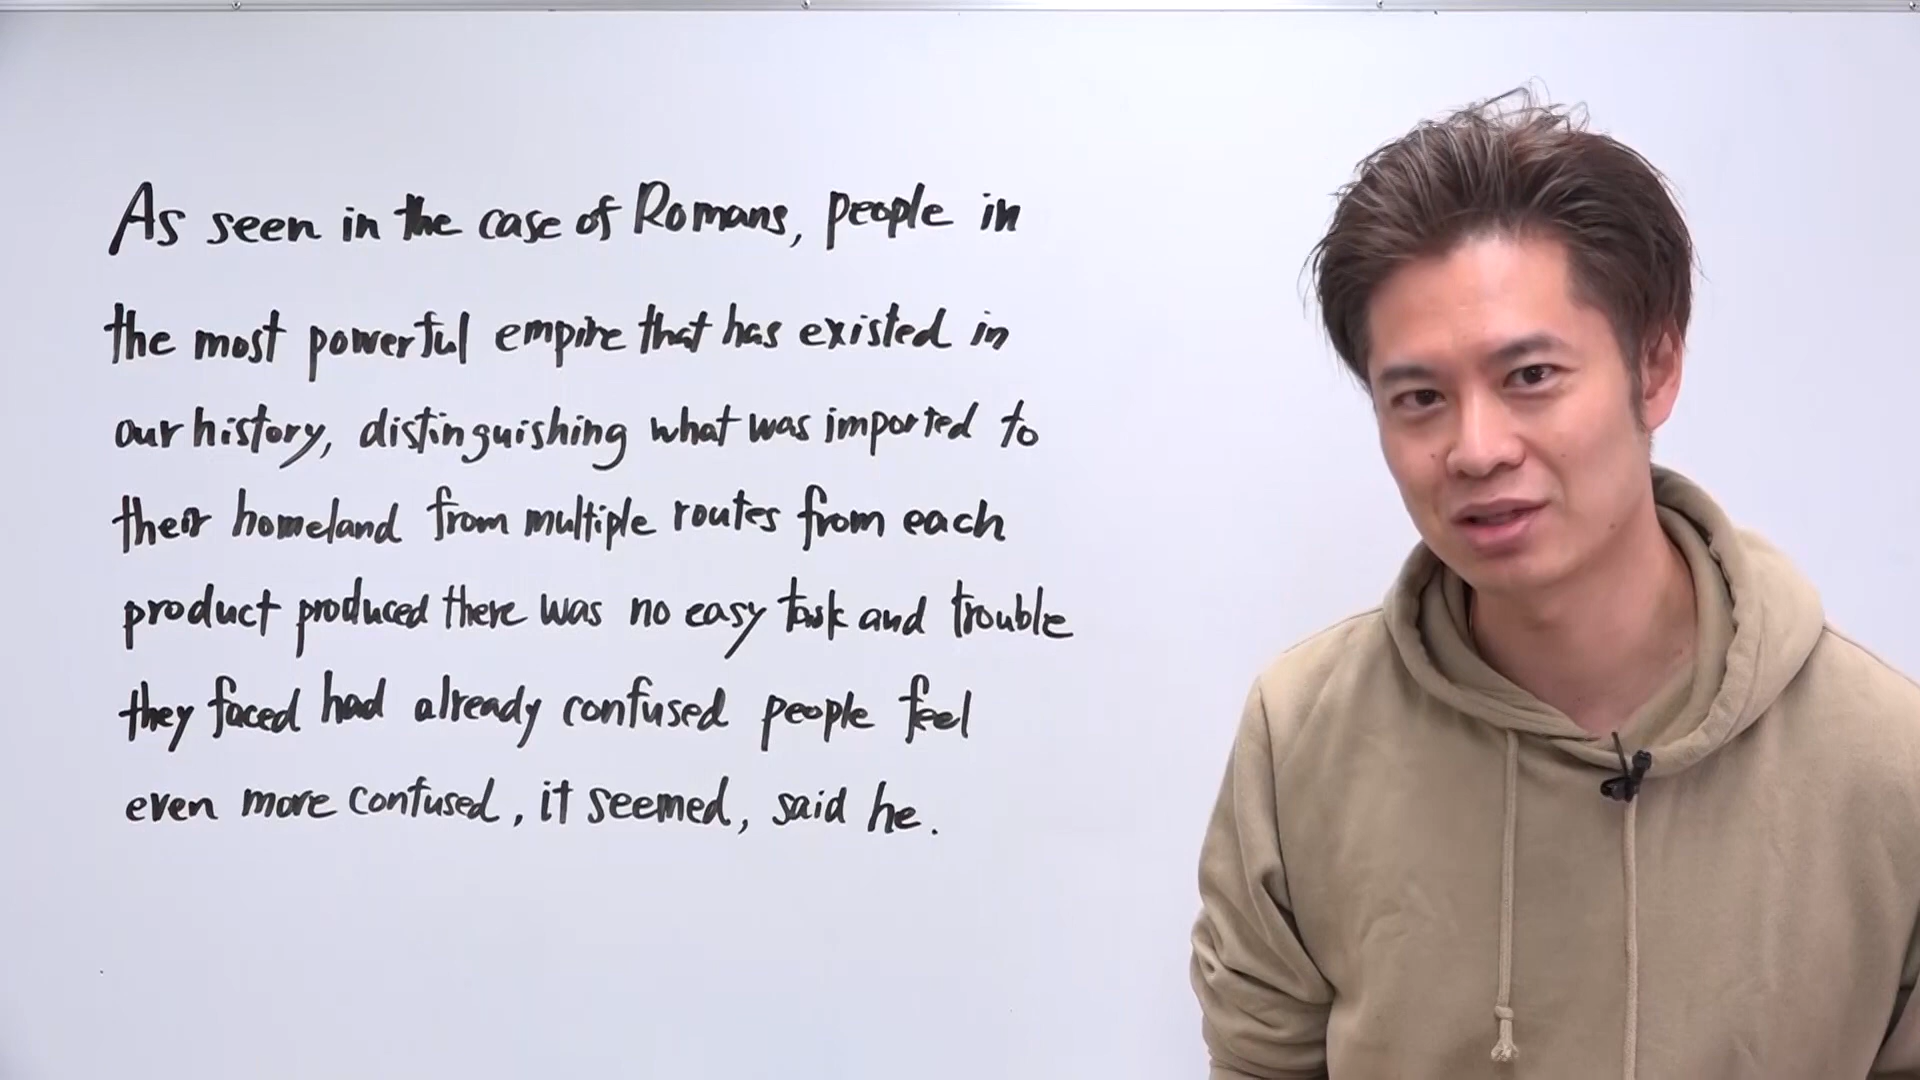 As seen in the case of Romans, people in
the most powerful empire that has existed in
our history, distinguishing what was imported to
their homeland from multiple routes from each
product produced there was no easy task and trouble
they faced had already confused people feel
even more confused, it seemed, said he.